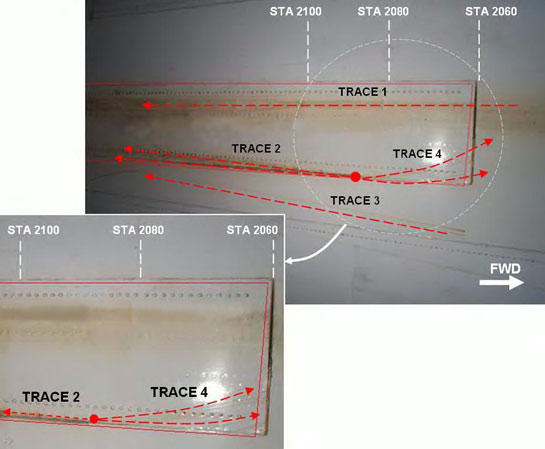 STA 2100
STA 2080
STA 2060
TRACE 1
TRACE 2
TRACE 4
TRACE 3
FWD
STA 2100
STA 2080
STA 2060
TRACE 2
TRACE 4